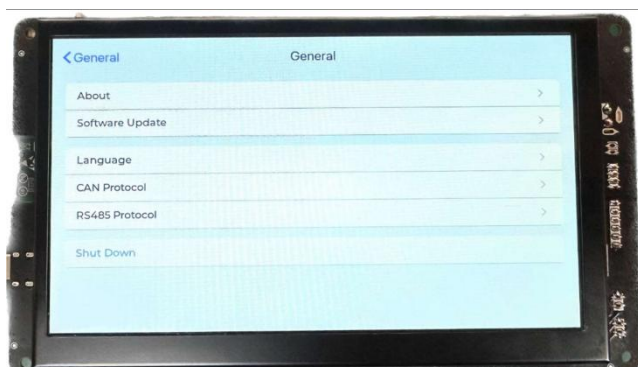 General
General
About
Software Update
Language
CAN Protocol
RS485 Protocol
Shut Down